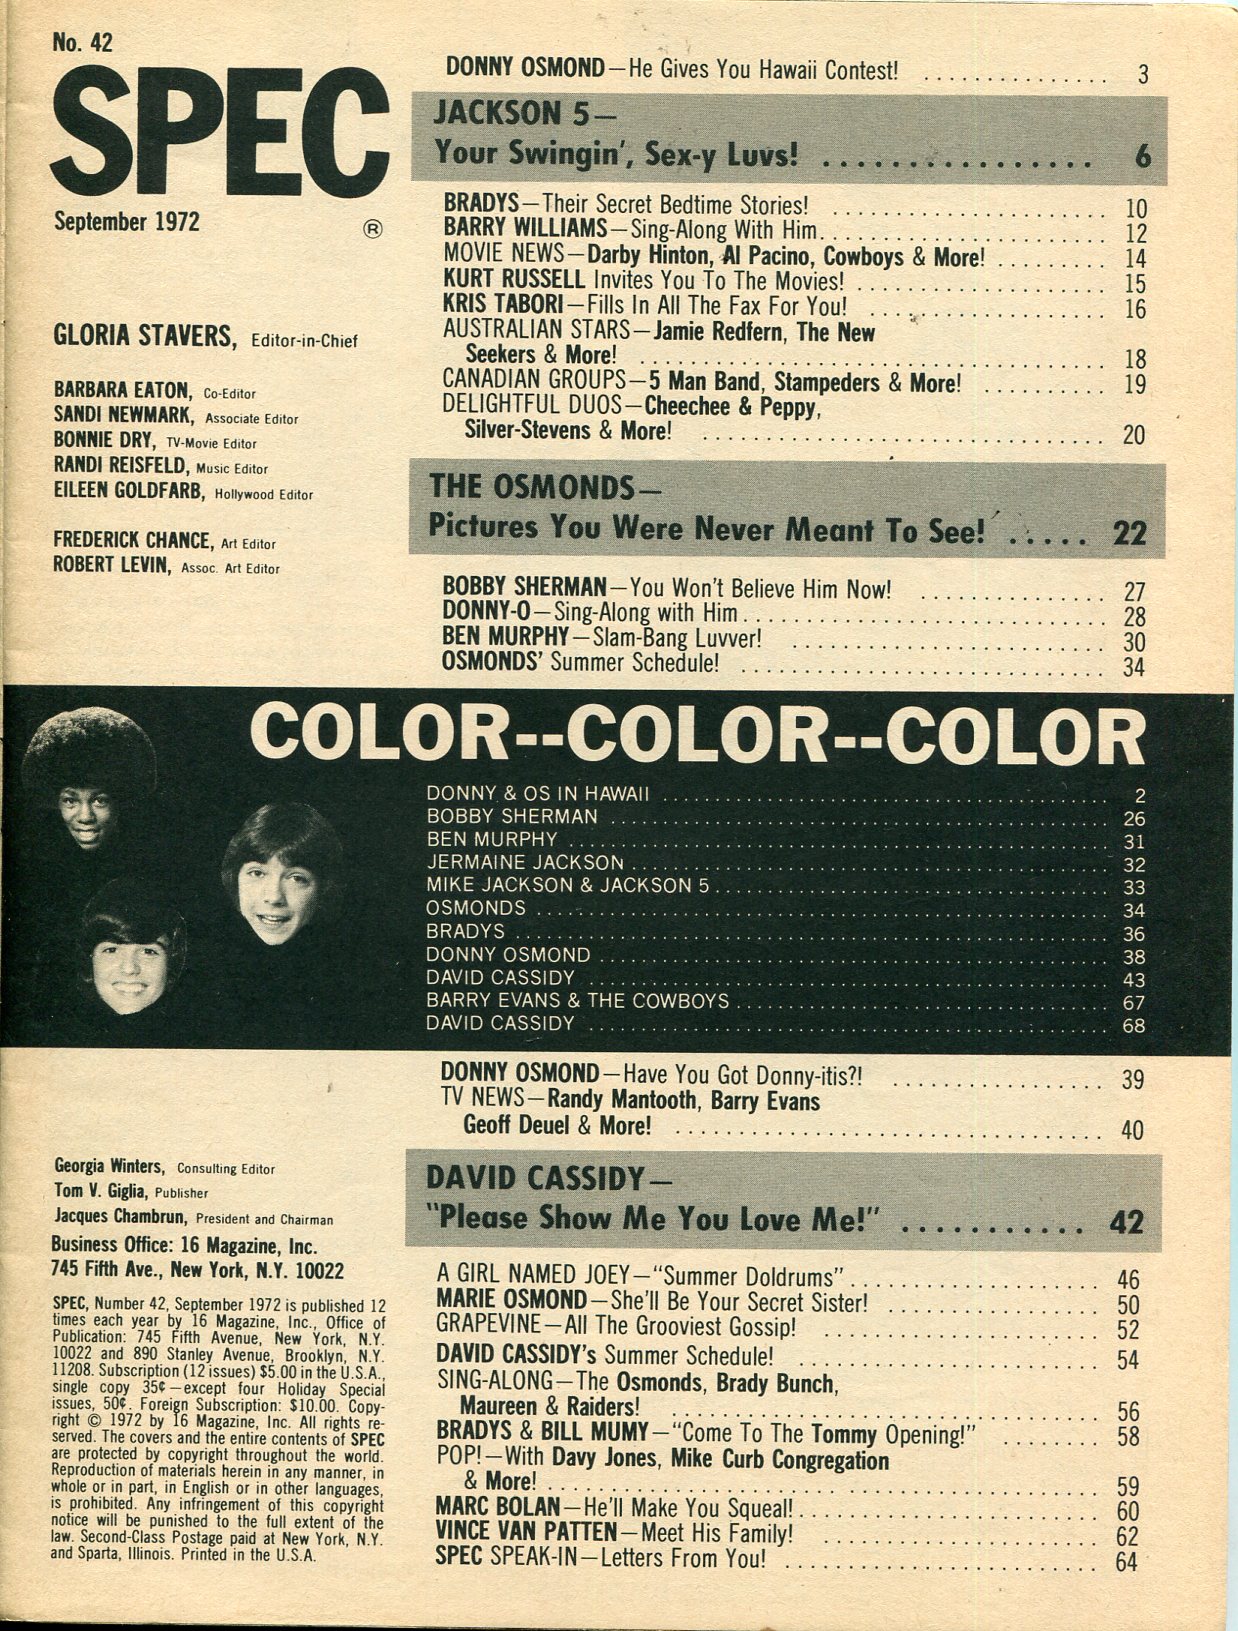 No. 42
SPEC
September 1972
®
GLORIA STAVERS, Editor-in-Chief
BARBARA EATON, Co-Editor
SANDI NEWMARK, Associate Editor
BONNIE DRY, TV-Movie Editor
RANDI REISFELD, Music Editor
EILEEN GOLDFARB, Hollywood Editor
FREDERICK CHANCE, Art Editor
ROBERT LEVIN, Assoc. Art Editor
DONNY OSMOND—He Gives You Hawaii Contest! ............... 3
JACKSON 5—
Your Swingin', Sex-y Luvs! ................ 6
BRADYS—Their Secret Bedtime Stories! ...................... 10
BARRY WILLIAMS—Sing-Along With Him........................ 12
MOVIE NEWS—Darby Hinton, Al Pacino, Cowboys & More! ......... 14
KURT RUSSELL Invites You To The Movies! ..................... 15
KRIS TABORI—Fills In All The Fax For You! ................... 16
AUSTRALIAN STARS—Jamie Redfern, The New
Seekers & More! ...................................... 18
CANADIAN GROUPS—5 Man Band, Stampeders & More! .......... 19
DELIGHTFUL DUOS—Cheechee & Peppy,
Silver-Stevens & More! ................................. 20
THE OSMONDS—
Pictures You Were Never Meant To See! ..... 22
BOBBY SHERMAN—You Won't Believe Him Now! ............... 27
DONNY-O—Sing-Along with Him.............................. 28
BEN MURPHY—Slam-Bang Luvver! .......................... 30
OSMONDS' Summer Schedule! .............................. 34
COLOR--COLOR--COLOR
DONNY & OS IN HAWAII ........................................ 2
BOBBY SHERMAN ............................................. 26
BEN MURPHY ................................................ 31
JERMAINE JACKSON .......................................... 32
MIKE JACKSON & JACKSON 5.................................. 33
OSMONDS ................................................... 34
BRADYS .................................................... 36
DONNY OSMOND .............................................. 38
DAVID CASSIDY ............................................. 43
BARRY EVANS & THE COWBOYS ................................ 67
DAVID CASSIDY ............................................. 68
DONNY OSMOND—Have You Got Donny-itis?! ................. 39
TV NEWS—Randy Mantooth, Barry Evans
Geoff Deuel & More! ................................... 40
DAVID CASSIDY—
"Please Show Me You Love Me!" ........... 42
A GIRL NAMED JOEY—"Summer Doldrums"..................... 46
MARIE OSMOND—She'll Be Your Secret Sister! ................. 50
GRAPEVINE—All The Grooviest Gossip! ....................... 52
DAVID CASSIDY's Summer Schedule! ......................... 54
SING-ALONG—The Osmonds, Brady Bunch,
Maureen & Raiders! .................................... 56
BRADYS & BILL MUMY—"Come To The Tommy Opening!" ........ 58
POP!—With Davy Jones, Mike Curb Congregation
& More!.............................................. 59
MARC BOLAN—He'll Make You Squeal!......................... 60
VINCE VAN PATTEN—Meet His Family! ....................... 62
SPEC SPEAK-IN—Letters From You! .......................... 64
Georgia Winters, Consulting Editor
Tom V. Giglia, Publisher
Jacques Chambrun, President and Chairman
Business Office: 16 Magazine, Inc.
745 Fifth Ave., New York, N.Y. 10022
SPEC, Number 42, September 1972 is published 12
times each year by 16 Magazine, Inc., Office of
Publication: 745 Fifth Avenue, New York, N.Y.
10022 and 890 Stanley Avenue, Brooklyn, N.Y.
11208. Subscription (12 issues) $5.00 in the U.S.A.,
single copy 35¢—except four Holiday Special
issues, 50¢. Foreign Subscription: $10.00. Copy-
right © 1972 by 16 Magazine, Inc. All rights re-
served. The covers and the entire contents of SPEC
are protected by copyright throughout the world.
Reproduction of materials herein in any manner, in
whole or in part, in English or in other languages,
is prohibited. Any infringement of this copyright
notice will be punished to the full extent of the
law. Second-Class Postage paid at New York, N.Y.
and Sparta, Illinois. Printed in the U.S.A.